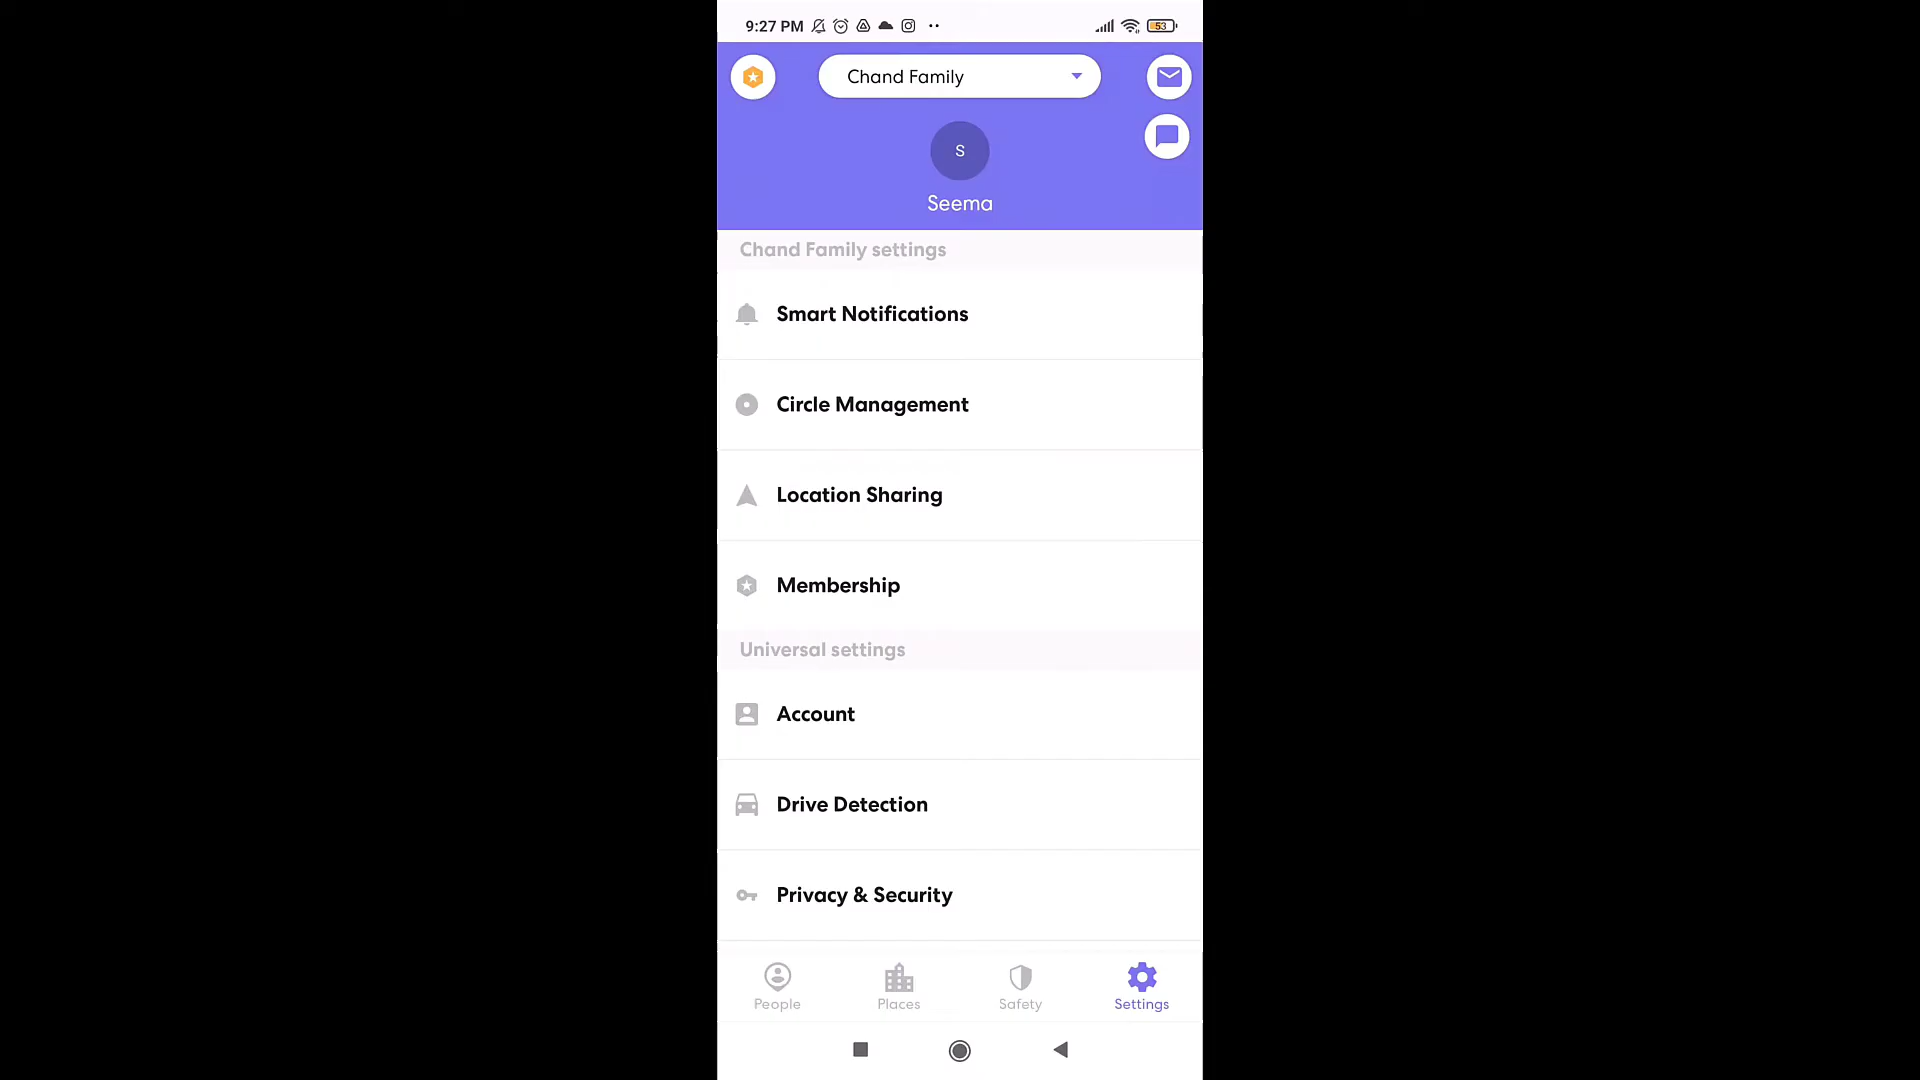 9:27 PM
53
Chand Family
S
Seema
Chand Family settings
Smart Notifications
Circle Management
Location Sharing
Membership
Universal settings
Account
Drive Detection
Privacy & Security
People
Places
Safety
Settings